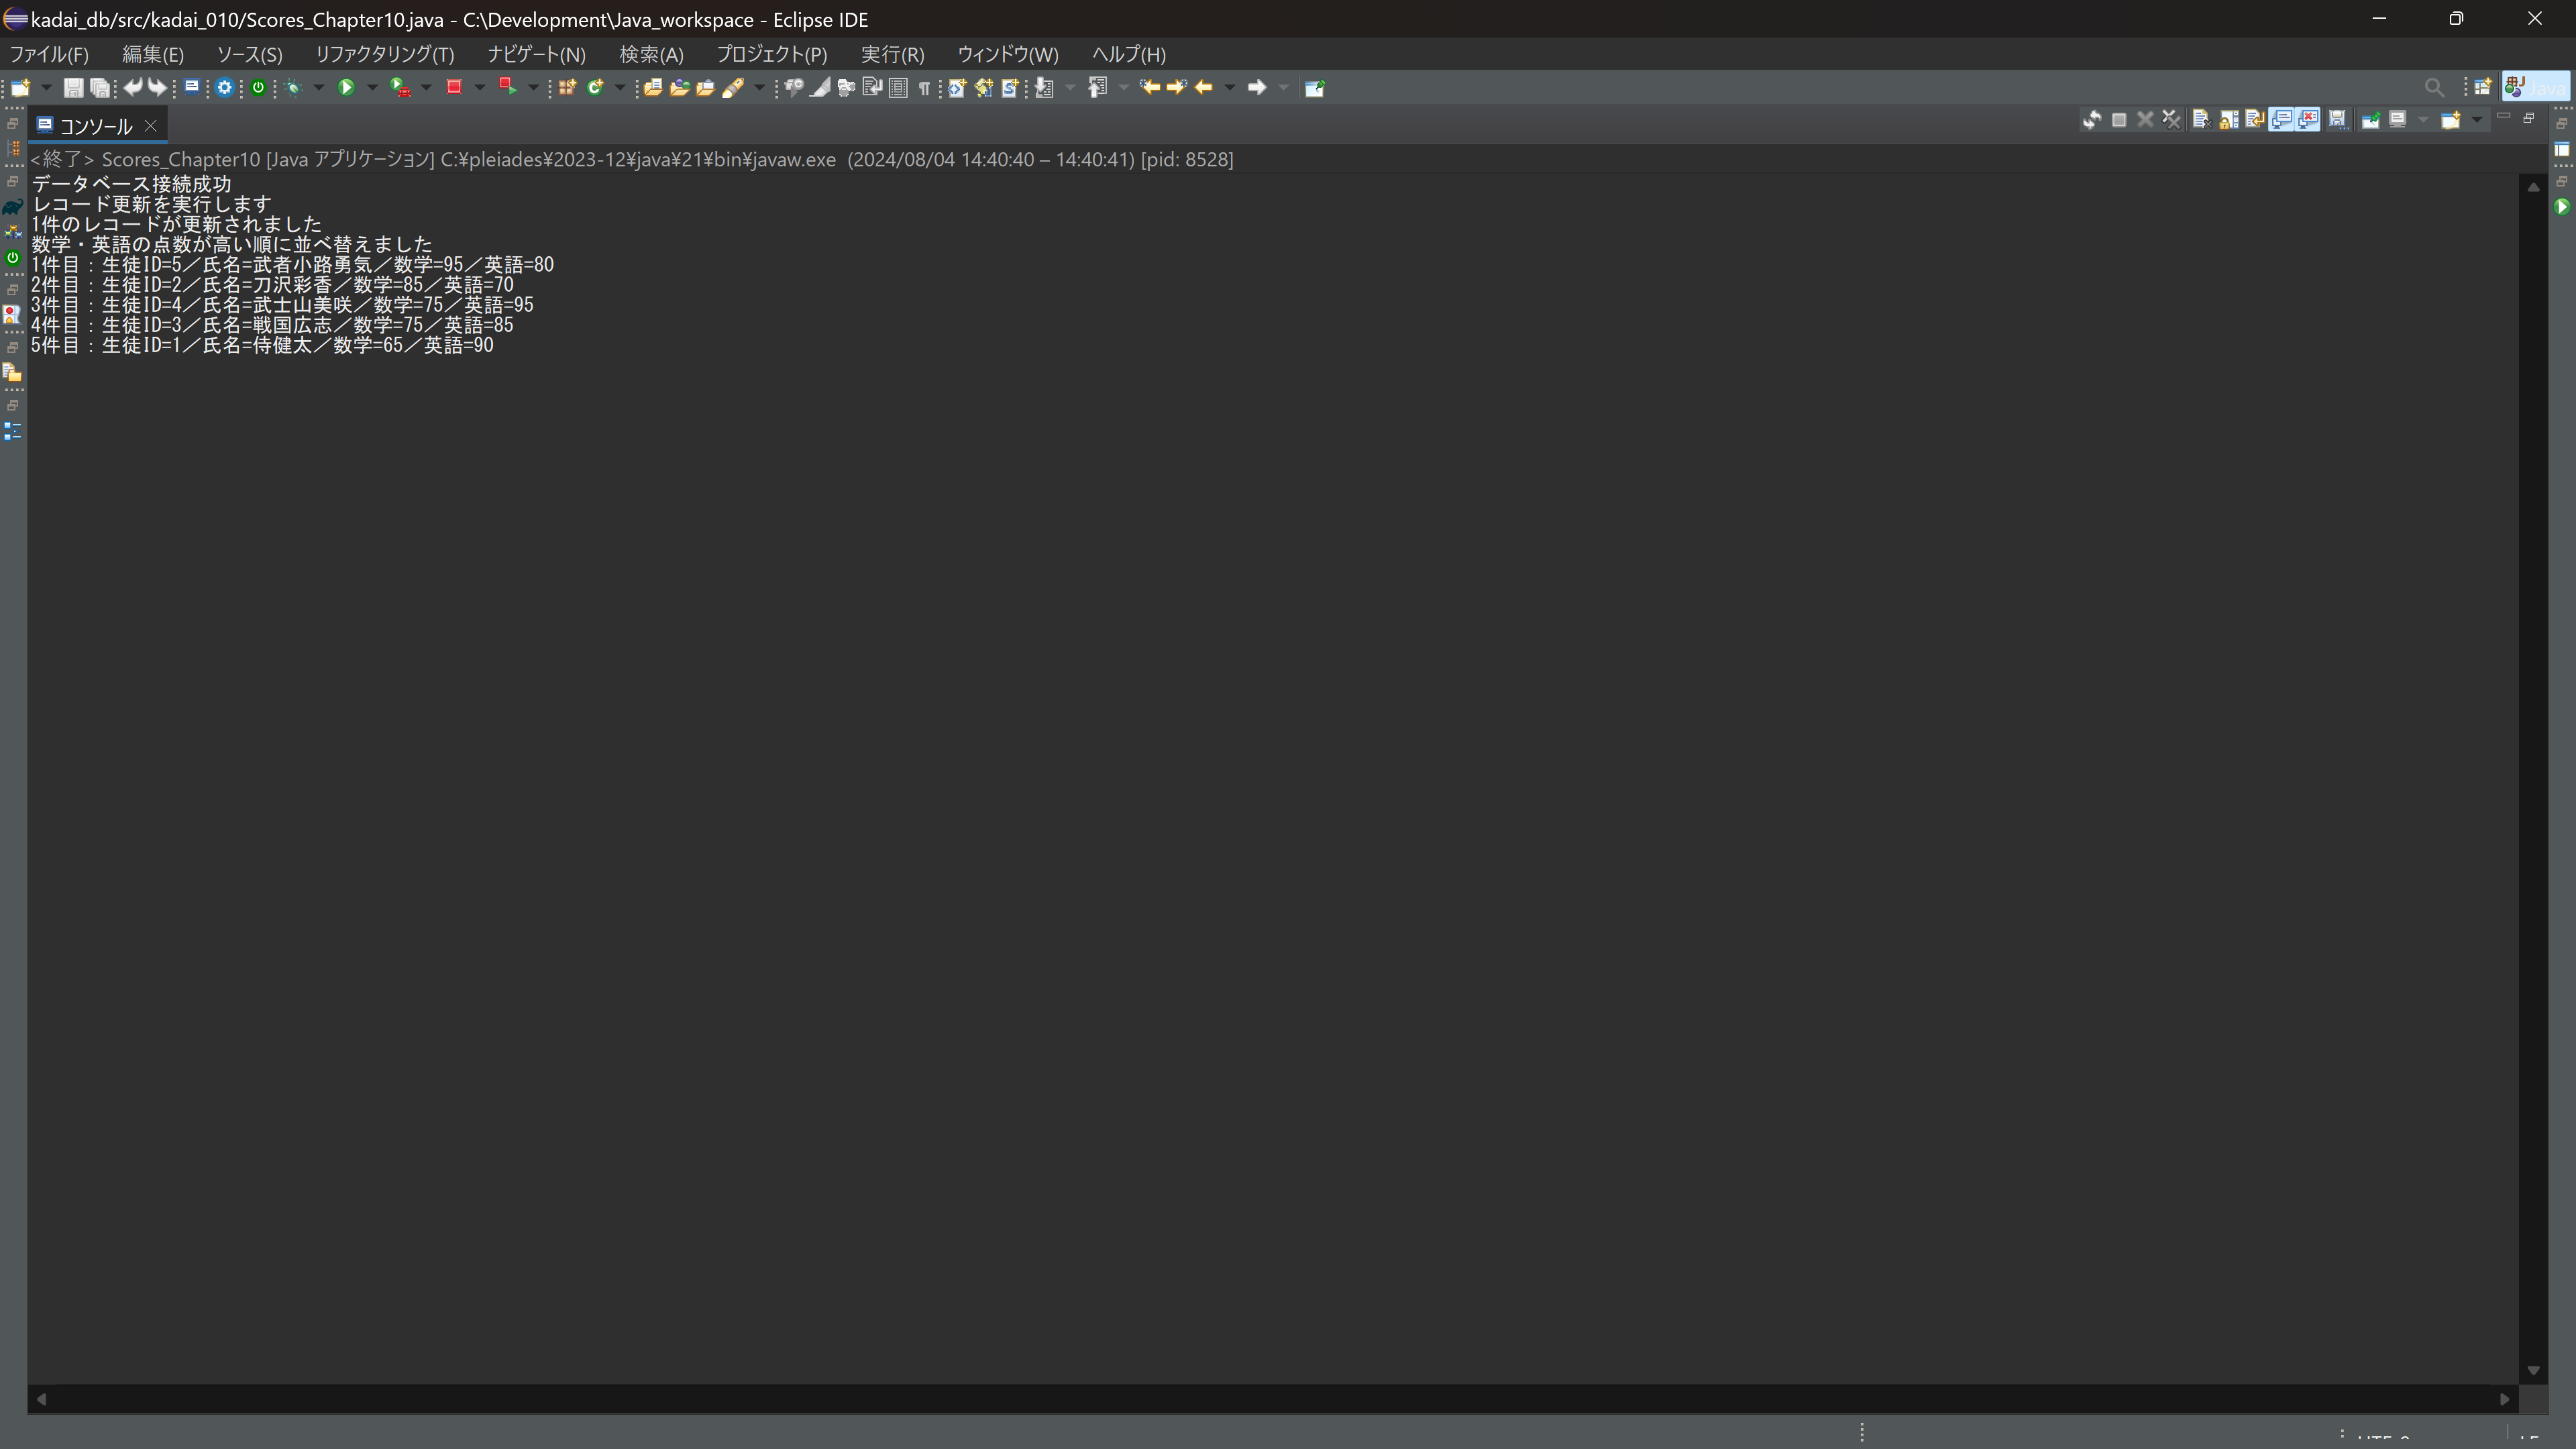 kadai_db/src/kadai_010/Scores_Chapter10.java - C:\Development\Java_workspace - Eclipse IDE
ファイル(F) 編集(E) ソース(S) リファクタリング(T) ナビゲート(N) 検索(A) プロジェクト(P) 実行(R) ウィンドウ(W) ヘルプ(H)
Java
コンソール
<終了> Scores_Chapter10 [Java アプリケーション] C:¥pleiades¥2023-12¥java¥21¥bin¥javaw.exe (2024/08/04 14:40:40 – 14:40:41) [pid: 8528]
データベース接続成功
レコード更新を実行します
1件のレコードが更新されました
数学・英語の点数が高い順に並べ替えました
1件目：生徒ID=5／氏名=武者小路勇気／数学=95／英語=80
2件目：生徒ID=2／氏名=刀沢彩香／数学=85／英語=70
3件目：生徒ID=4／氏名=武士山美咲／数学=75／英語=95
4件目：生徒ID=3／氏名=戦国広志／数学=75／英語=85
5件目：生徒ID=1／氏名=侍健太／数学=65／英語=90